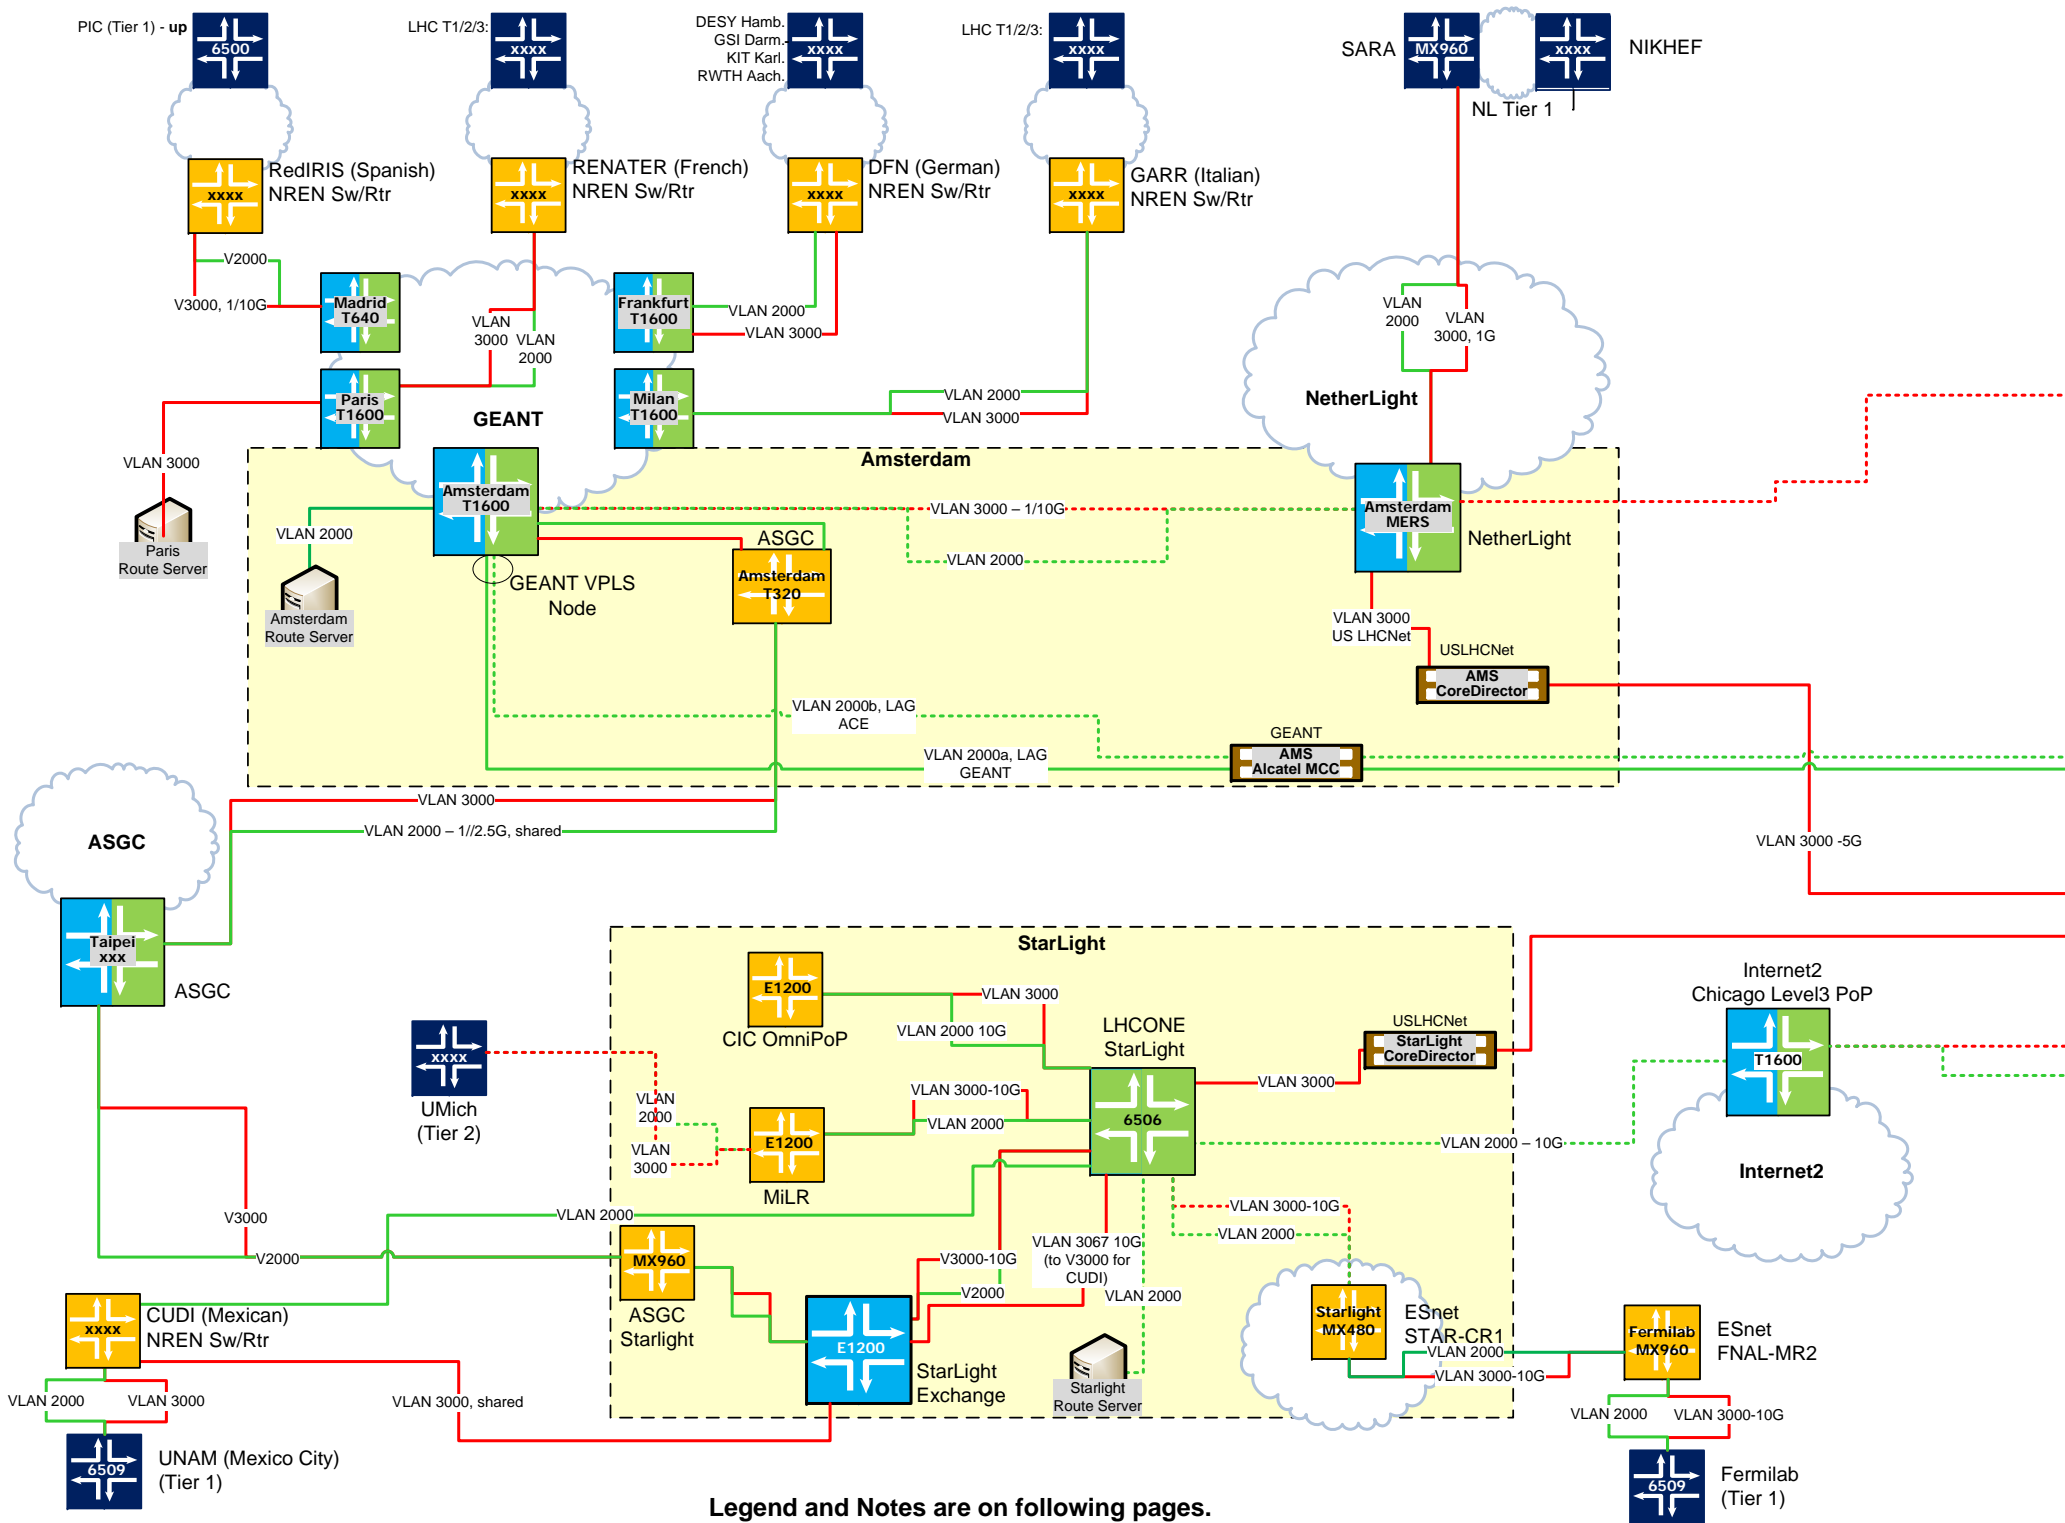 PIC (Tier 1) - up
6500
LHC T1/2/3:
xxxx
DESY Hamb.
GSI Darm.
KIT Karl.
RWTH Aach.
xxxx
LHC T1/2/3:
xxxx
SARA
MX960
xxxx
NIKHEF
NL Tier 1
xxxx
RedIRIS (Spanish)
NREN Sw/Rtr
xxxx
RENATER (French)
NREN Sw/Rtr
xxxx
DFN (German)
NREN Sw/Rtr
xxxx
GARR (Italian)
NREN Sw/Rtr
V2000
V3000, 1/10G
Madrid
T640
VLAN
3000
VLAN
2000
Frankfurt
T1600
VLAN 2000
VLAN 3000
VLAN
2000
VLAN
3000, 1G
Paris
T1600
GEANT
Milan
T1600
VLAN 2000
VLAN 3000
NetherLight
VLAN 3000
Paris
Route Server
Amsterdam
Amsterdam
T1600
VLAN 2000
Amsterdam
Route Server
GEANT VPLS
Node
ASGC
Amsterdam
T320
VLAN 3000 – 1/10G
VLAN 2000
Amsterdam
MERS
NetherLight
VLAN 3000
US LHCNet
USLHCNet
AMS
CoreDirector
VLAN 2000b, LAG
ACE
VLAN 2000a, LAG
GEANT
GEANT
AMS
Alcatel MCC
VLAN 3000
VLAN 2000 – 1//2.5G, shared
VLAN 3000 -5G
ASGC
Taipei
xxx
ASGC
StarLight
E1200
CIC OmniPoP
VLAN 3000
VLAN 2000 10G
LHCONE
StarLight
6506
USLHCNet
StarLight
CoreDirector
VLAN 3000
Internet2
Chicago Level3 PoP
T1600
Internet2
VLAN 2000 – 10G
xxxx
UMich
(Tier 2)
VLAN
2000
VLAN
3000
E1200
MiLR
VLAN 3000-10G
VLAN 2000
V3000
V2000
VLAN 2000
MX960
ASGC
Starlight
V3000-10G
V2000
VLAN 3067 10G
(to V3000 for
CUDI)
VLAN 2000
VLAN 3000-10G
VLAN 2000
E1200
StarLight
Exchange
Starlight
Route Server
Starlight
MX480
ESnet
STAR-CR1
VLAN 2000
VLAN 3000-10G
Fermilab
MX960
ESnet
FNAL-MR2
xxxx
CUDI (Mexican)
NREN Sw/Rtr
VLAN 2000
VLAN 3000
VLAN 3000, shared
VLAN 2000
VLAN 3000-10G
6509
UNAM (Mexico City)
(Tier 1)
6509
Fermilab
(Tier 1)
Legend and Notes are on following pages.